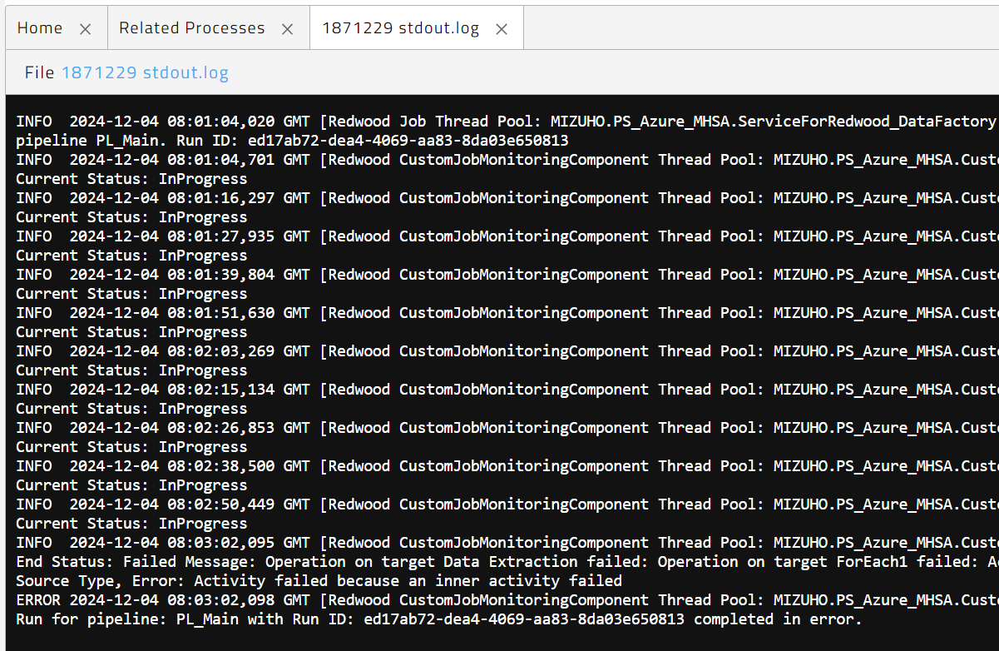 Home
Related Processes
1871229 stdout.log
File 1871229 stdout.log
INFO  2024-12-04 08:01:04,020 GMT [Redwood Job Thread Pool: MIZUHO.PS_Azure_MHSA.ServiceForRedwood_DataFactory
pipeline PL_Main. Run ID: ed17ab72-dea4-4069-aa83-8da03e650813
INFO  2024-12-04 08:01:04,701 GMT [Redwood CustomJobMonitoringComponent Thread Pool: MIZUHO.PS_Azure_MHSA.Custo
Current Status: InProgress
INFO  2024-12-04 08:01:16,297 GMT [Redwood CustomJobMonitoringComponent Thread Pool: MIZUHO.PS_Azure_MHSA.Custo
Current Status: InProgress
INFO  2024-12-04 08:01:27,935 GMT [Redwood CustomJobMonitoringComponent Thread Pool: MIZUHO.PS_Azure_MHSA.Custo
Current Status: InProgress
INFO  2024-12-04 08:01:39,804 GMT [Redwood CustomJobMonitoringComponent Thread Pool: MIZUHO.PS_Azure_MHSA.Custo
Current Status: InProgress
INFO  2024-12-04 08:01:51,630 GMT [Redwood CustomJobMonitoringComponent Thread Pool: MIZUHO.PS_Azure_MHSA.Custo
Current Status: InProgress
INFO  2024-12-04 08:02:03,269 GMT [Redwood CustomJobMonitoringComponent Thread Pool: MIZUHO.PS_Azure_MHSA.Custo
Current Status: InProgress
INFO  2024-12-04 08:02:15,134 GMT [Redwood CustomJobMonitoringComponent Thread Pool: MIZUHO.PS_Azure_MHSA.Custo
Current Status: InProgress
INFO  2024-12-04 08:02:26,853 GMT [Redwood CustomJobMonitoringComponent Thread Pool: MIZUHO.PS_Azure_MHSA.Custo
Current Status: InProgress
INFO  2024-12-04 08:02:38,500 GMT [Redwood CustomJobMonitoringComponent Thread Pool: MIZUHO.PS_Azure_MHSA.Custo
Current Status: InProgress
INFO  2024-12-04 08:02:50,449 GMT [Redwood CustomJobMonitoringComponent Thread Pool: MIZUHO.PS_Azure_MHSA.Custo
Current Status: InProgress
INFO  2024-12-04 08:03:02,095 GMT [Redwood CustomJobMonitoringComponent Thread Pool: MIZUHO.PS_Azure_MHSA.Custo
End Status: Failed Message: Operation on target Data Extraction failed: Operation on target ForEach1 failed: Ac
Source Type, Error: Activity failed because an inner activity failed
ERROR 2024-12-04 08:03:02,098 GMT [Redwood CustomJobMonitoringComponent Thread Pool: MIZUHO.PS_Azure_MHSA.Custo
Run for pipeline: PL_Main with Run ID: ed17ab72-dea4-4069-aa83-8da03e650813 completed in error.